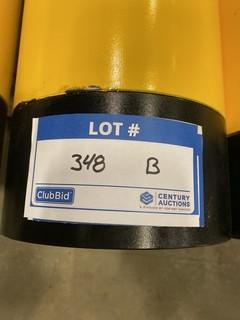 LOT #
348 B
ClubBid
CENTURY
AUCTIONS